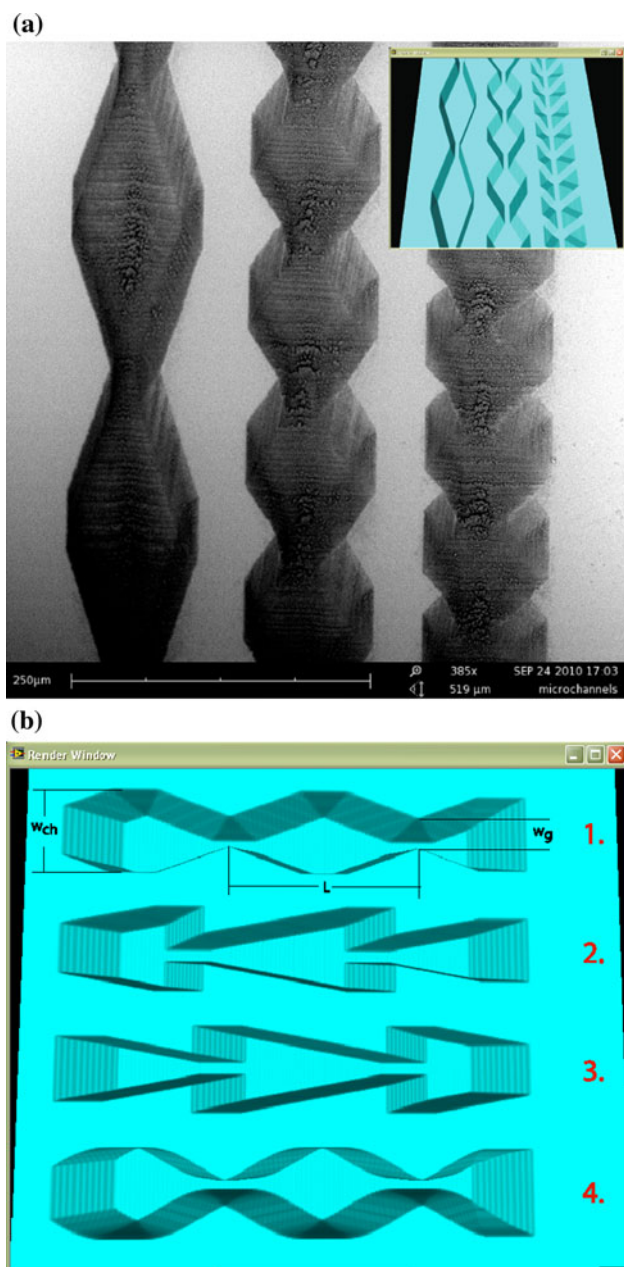 (a)
250µm
385x
SEP 24 2010 17:03
519 µm
microchannels
(b)
Render Window
wch
wg
L
1.
2.
3.
4.